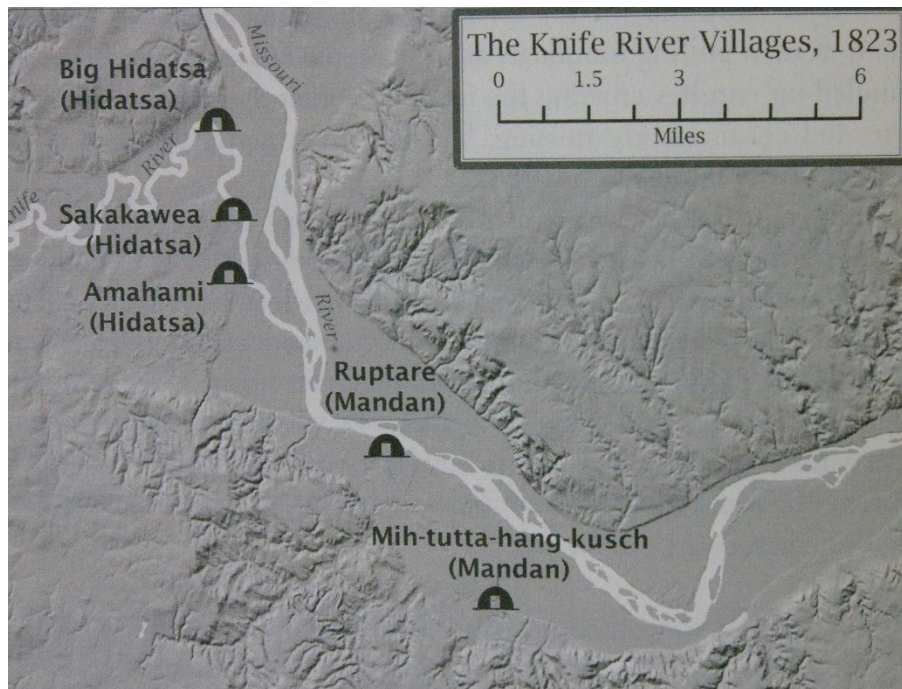 The Knife River Villages, 1823
0 1.5 3 6
Miles
Missouri
Big Hidatsa
(Hidatsa)
River
Knife
Sakakawea
(Hidatsa)
Amahami
(Hidatsa)
River
Ruptare
(Mandan)
Mih-tutta-hang-kusch
(Mandan)